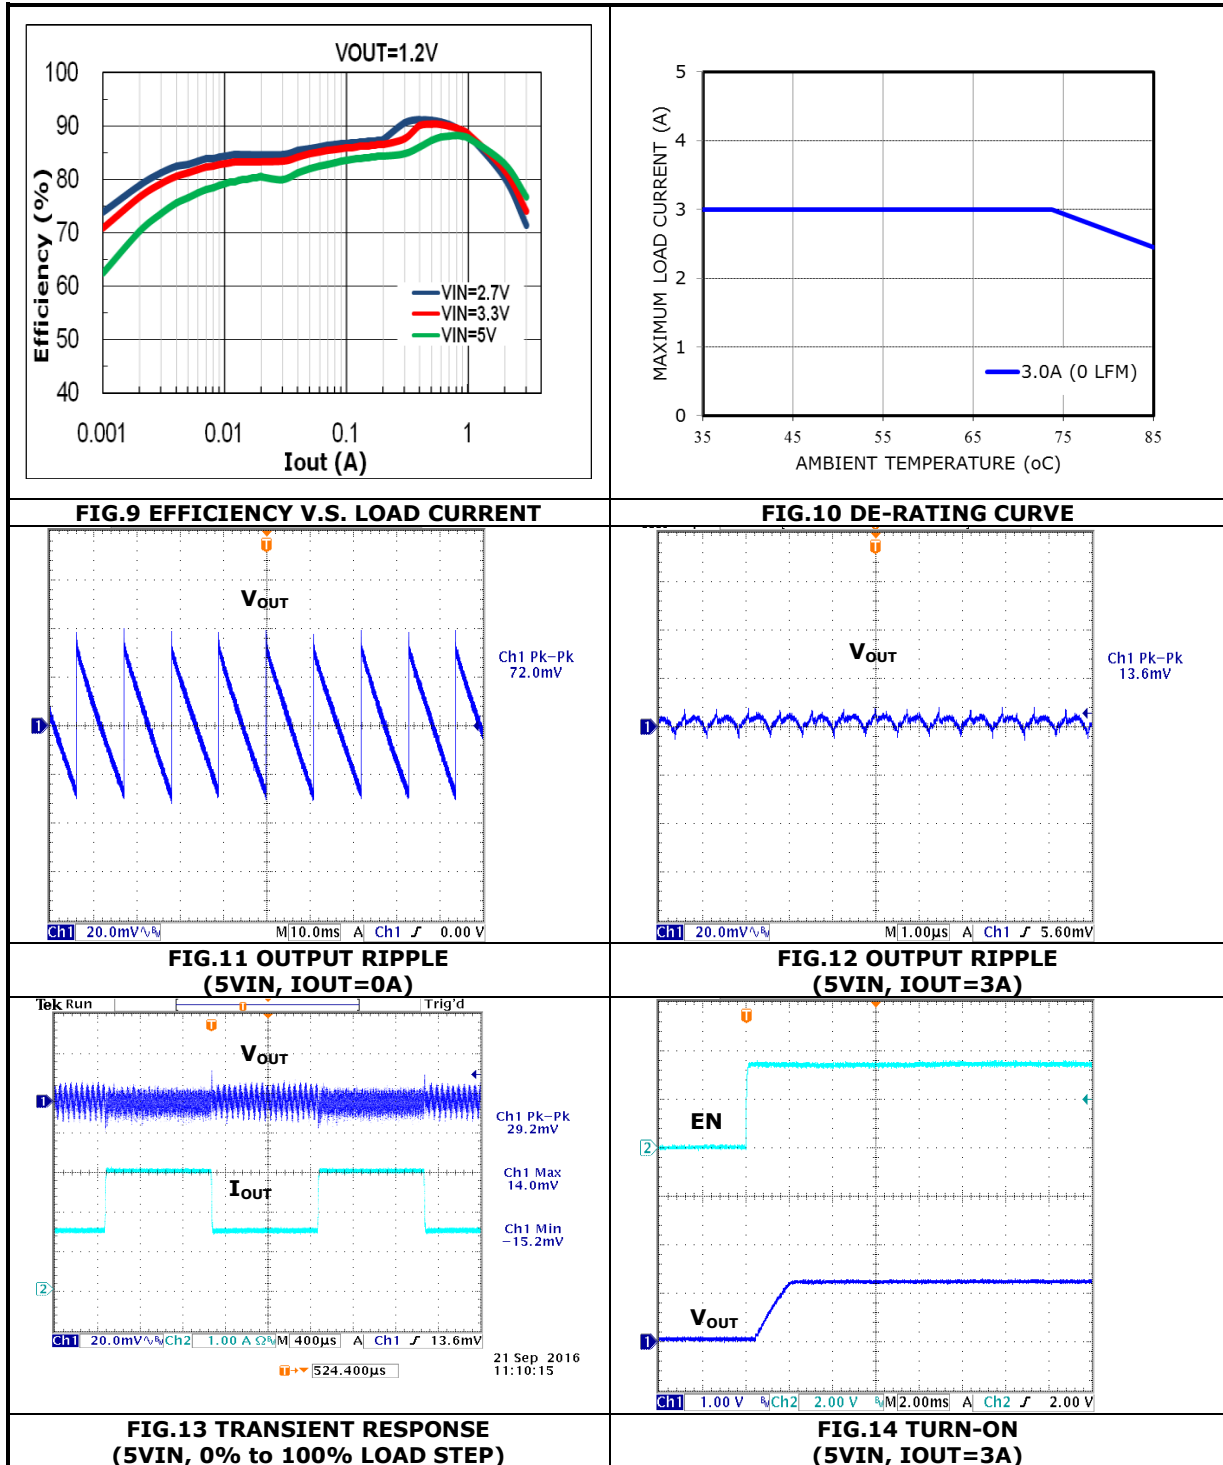 VOUT=1.2V
100
90
80
70
60
50
40
Efficiency (%)
VIN=2.7V
VIN=3.3V
VIN=5V
0.001 0.01 0.1 1
Iout (A)
FIG.9 EFFICIENCY V.S. LOAD CURRENT
5
4
3
2
1
0
MAXIMUM LOAD CURRENT (A)
3.0A (0 LFM)
35 45 55 65 75 85
AMBIENT TEMPERATURE (oC)
FIG.10 DE-RATING CURVE
T
VOUT
Ch1 Pk-Pk
72.0mV
1
Ch1 20.0mV M 10.0ms A Ch1 0.00 V
FIG.11 OUTPUT RIPPLE
(5VIN, IOUT=0A)
T
VOUT
Ch1 Pk-Pk
13.6mV
1
Ch1 20.0mV M 1.00µs A Ch1 5.60mV
FIG.12 OUTPUT RIPPLE
(5VIN, IOUT=3A)
Tek Run Trig'd
T
VOUT
1
Ch1 Pk-Pk
29.2mV
Ch1 Max
14.0mV
IOUT
Ch1 Min
-15.2mV
2
Ch1 20.0mV Ch2 1.00 A Ω M 400µs A Ch1 13.6mV
T 524.400µs
21 Sep 2016
11:10:15
FIG.13 TRANSIENT RESPONSE
(5VIN, 0% to 100% LOAD STEP)
T
EN
2
VOUT
1
Ch1 1.00 V Ch2 2.00 V M 2.00ms A Ch2 2.00 V
FIG.14 TURN-ON
(5VIN, IOUT=3A)